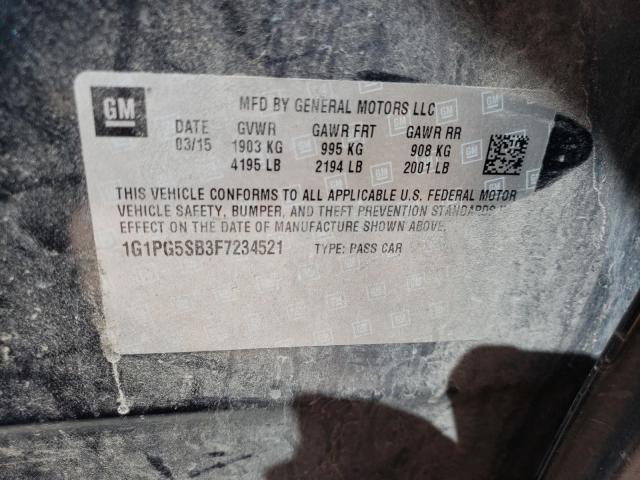 GM
MFD BY GENERAL MOTORS LLC
DATE GVWR GAWR FRT GAWR RR
03/15 1903 KG 995 KG 908 KG
4195 LB 2194 LB 2001 LB
THIS VEHICLE CONFORMS TO ALL APPLICABLE U.S. FEDERAL MOTOR
VEHICLE SAFETY, BUMPER, AND THEFT PREVENTION STANDARDS
EFFECT ON THE DATE OF MANUFACTURE SHOWN ABOVE.
1G1PG5SB3F7234521 TYPE: PASS CAR